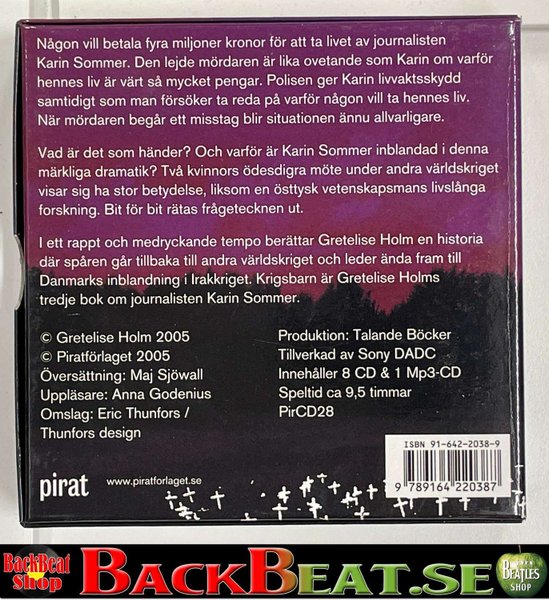 Någon vill betala fyra miljoner kronor för att ta livet av journalisten
Karin Sommer. Den lejde mördaren är lika ovetande som Karin om varför
hennes liv är värt så mycket pengar. Polisen ger Karin livvaktsskydd
samtidigt som man försöker ta reda på varför någon vill ta hennes liv.
När mördaren begår ett misstag blir situationen ännu allvarligare.
Vad är det som händer? Och varför är Karin Sommer inblandad i denna
märkliga dramatik? Två kvinnors ödesdigra möte under andra världskriget
visar sig ha stor betydelse, liksom en östtysk vetenskapsmans livslånga
forskning. Bit för bit rätas frågetecknen ut.
I ett rappt och medryckande tempo berättar Gretelise Holm en historia
där spåren går tillbaka till andra världskriget och leder ända fram till
Danmarks inblandning i Irakkriget. Krigsbarn är Gretelise Holms
tredje bok om journalisten Karin Sommer.
© Gretelise Holm 2005
© Piratförlaget 2005
Översättning: Maj Sjöwall
Uppläsare: Anna Godenius
Omslag: Eric Thunfors /
Thunfors design
Produktion: Talande Böcker
Tillverkad av Sony DADC
Innehåller 8 CD & 1 Mp3-CD
Speltid ca 9,5 timmar
PirCD28
ISBN 91-642-2038-9
9 789164 220387
pirat
www.piratforlaget.se
BackBeat
Shop
BACKBEAT.SE
BEATLES
SHOP